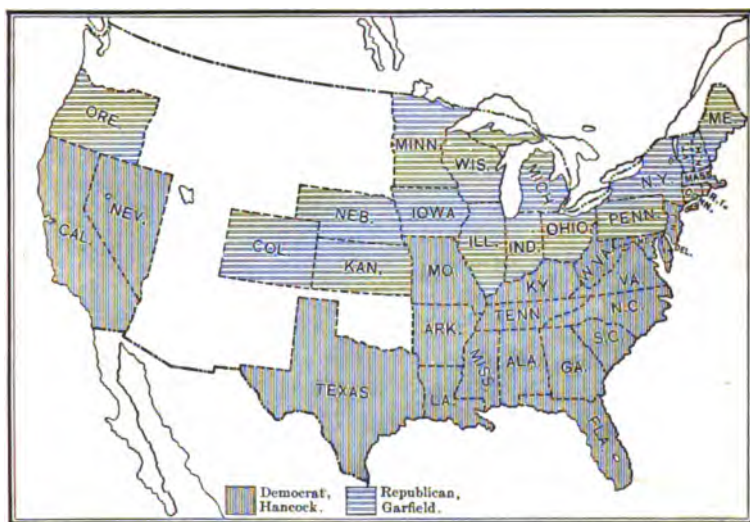 ORE.
MINN.
ME.
WIS.
MICH.
VT.
N.H.
N.Y.
MASS.
R.I.
NEV.
NEB.
IOWA
PENN.
CAL.
COL.
ILL.
IND.
OHIO.
KAN.
MO
W.VA.
DEL.
KY
VA.
N.C.
TENN
ARK.
S.C
TEXAS
LA.
MISS
ALA
GA.
FLA
Democrat,
Hancock.
Republican,
Garfield.